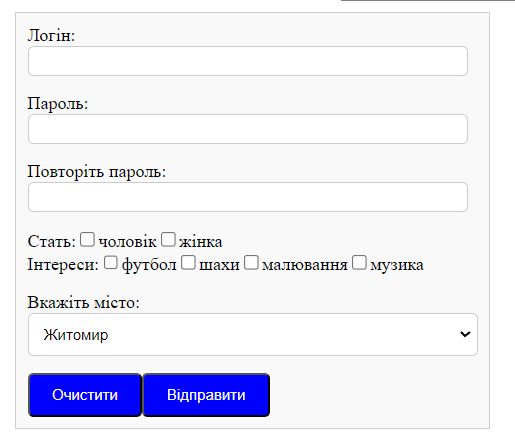 Логін:
Пароль:
Повторіть пароль:
Стать: чоловік жінка
Інтереси: футбол шахи малювання музика
Вкажіть місто:
Житомир
Очистити Відправити